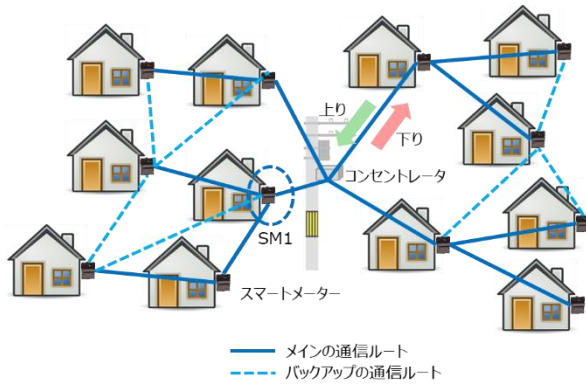 上り
下り
コンセントレータ
SM1
スマートメーター
メインの通信ルート
バックアップの通信ルート